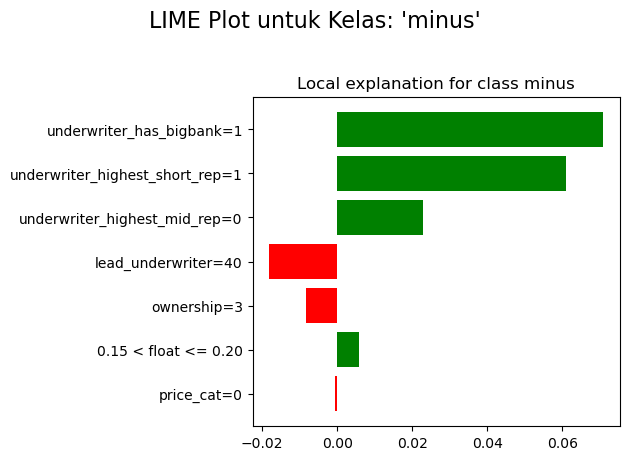 LIME Plot untuk Kelas: 'minus'
Local explanation for class minus
underwriter_has_bigbank=1
underwriter_highest_short_rep=1
underwriter_highest_mid_rep=0
lead_underwriter=40
ownership=3
0.15 < float <= 0.20
price_cat=0
−0.02 0.00 0.02 0.04 0.06